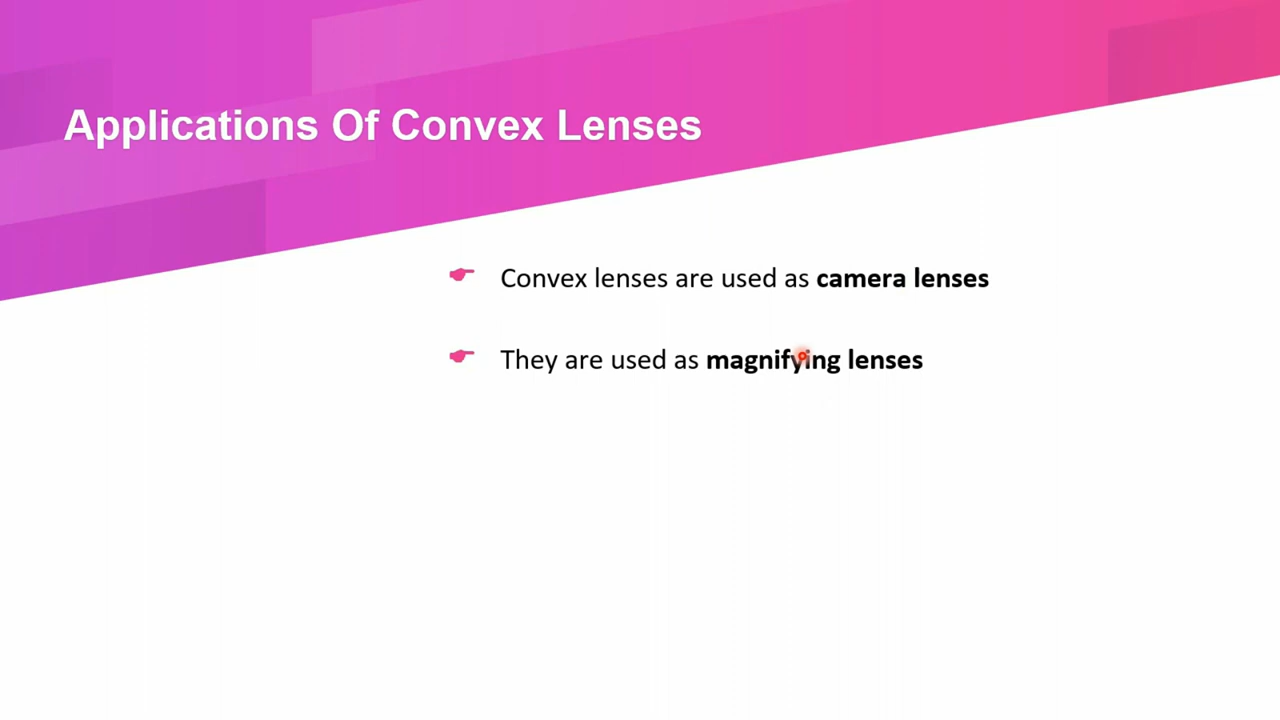 Applications Of Convex Lenses
Convex lenses are used as camera lenses
They are used as magnifying lenses